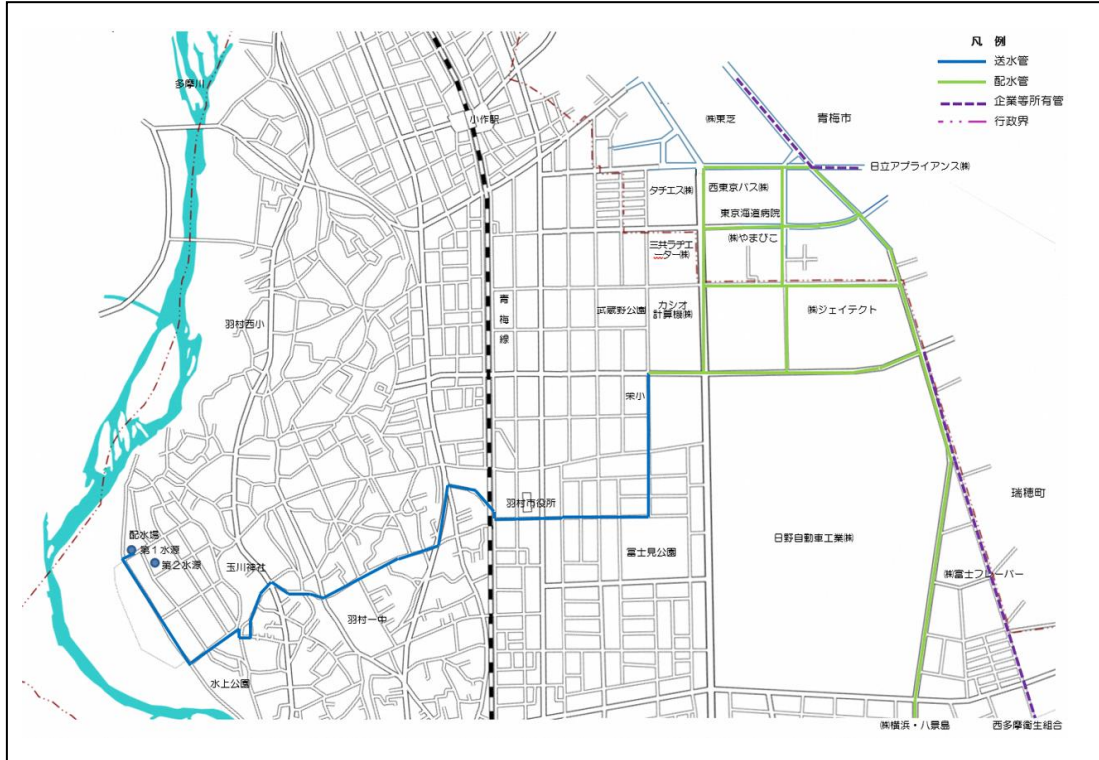 凡 例
送水管
配水管
企業等所有管
行政界
多摩川
小作駅
㈱東芝
青梅市
日立アプライアンス㈱
タチエス㈱
西東京バス㈱
東京海道病院
㈱やまびこ
三共ラヂエ
ーター㈱
武蔵野公園
カシオ
計算機㈱
㈱ジェイテクト
青梅線
羽村西小
栄小
羽村市役所
瑞穂町
配水場
第1水源
第2水源
玉川神社
富士見公園
日野自動車工業㈱
㈱富士フレーバー
羽村一中
水上公園
㈱横浜・八景島
西多摩衛生組合